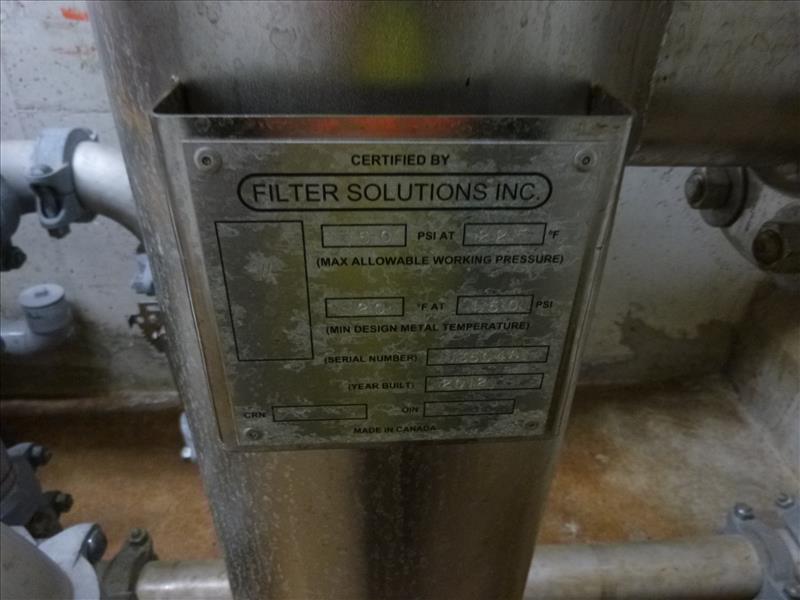 CERTIFIED BY
FILTER SOLUTIONS INC.
PSI AT °F
(MAX ALLOWABLE WORKING PRESSURE)
°F AT PSI
(MIN DESIGN METAL TEMPERATURE)
(SERIAL NUMBER)
(YEAR BUILT) 2012
CRN OIN
MADE IN CANADA